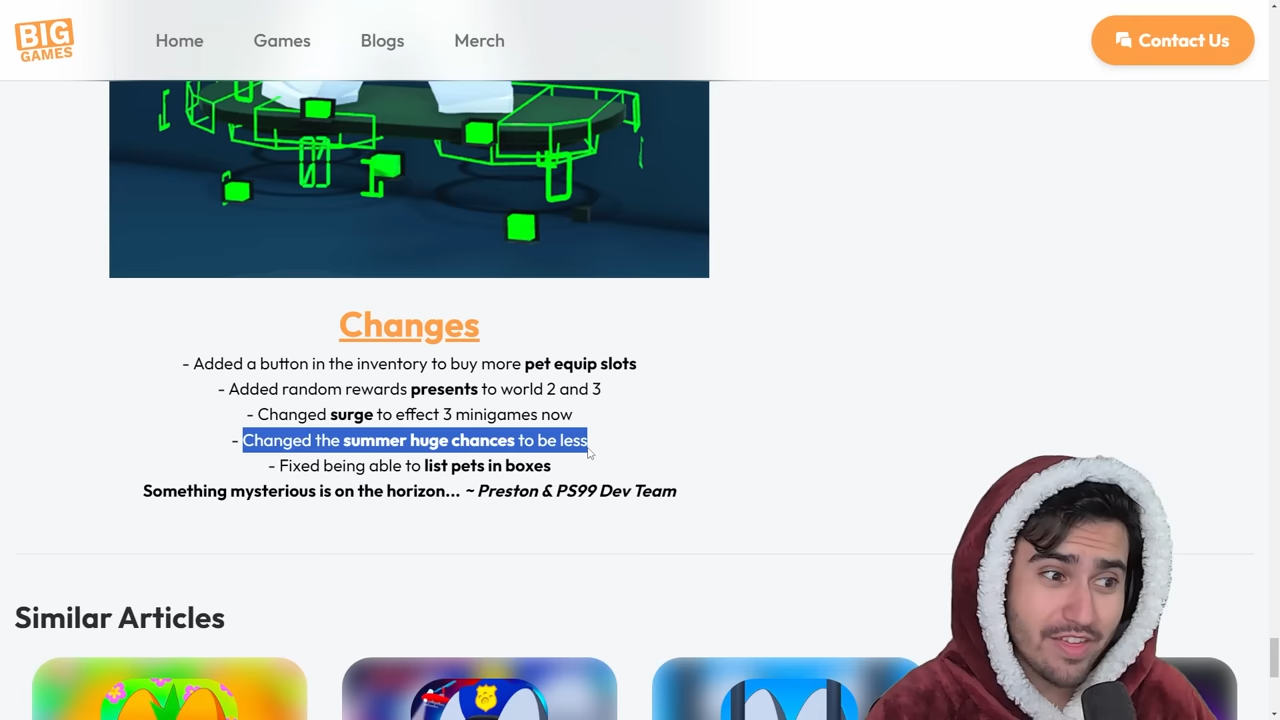 BIG
GAMES
Home
Games
Blogs
Merch
Contact Us
Changes
- Added a button in the inventory to buy more pet equip slots
- Added random rewards presents to world 2 and 3
- Changed surge to effect 3 minigames now
- Changed the summer huge chances to be less
- Fixed being able to list pets in boxes
Something mysterious is on the horizon... ~ Preston & PS99 Dev Team
Similar Articles